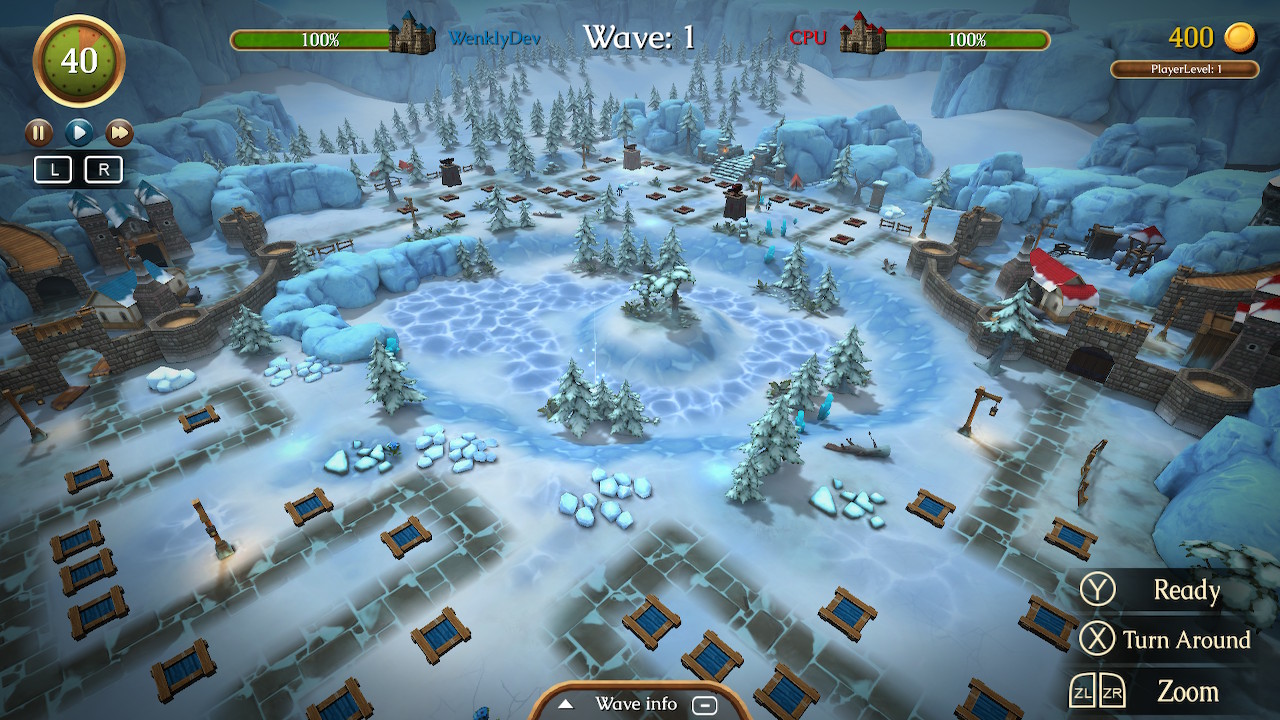 40
100%
WenklyDev
Wave: 1
CPU
100%
400
PlayerLevel: 1
L
R
Y Ready
X Turn Around
ZL ZR Zoom
Wave info